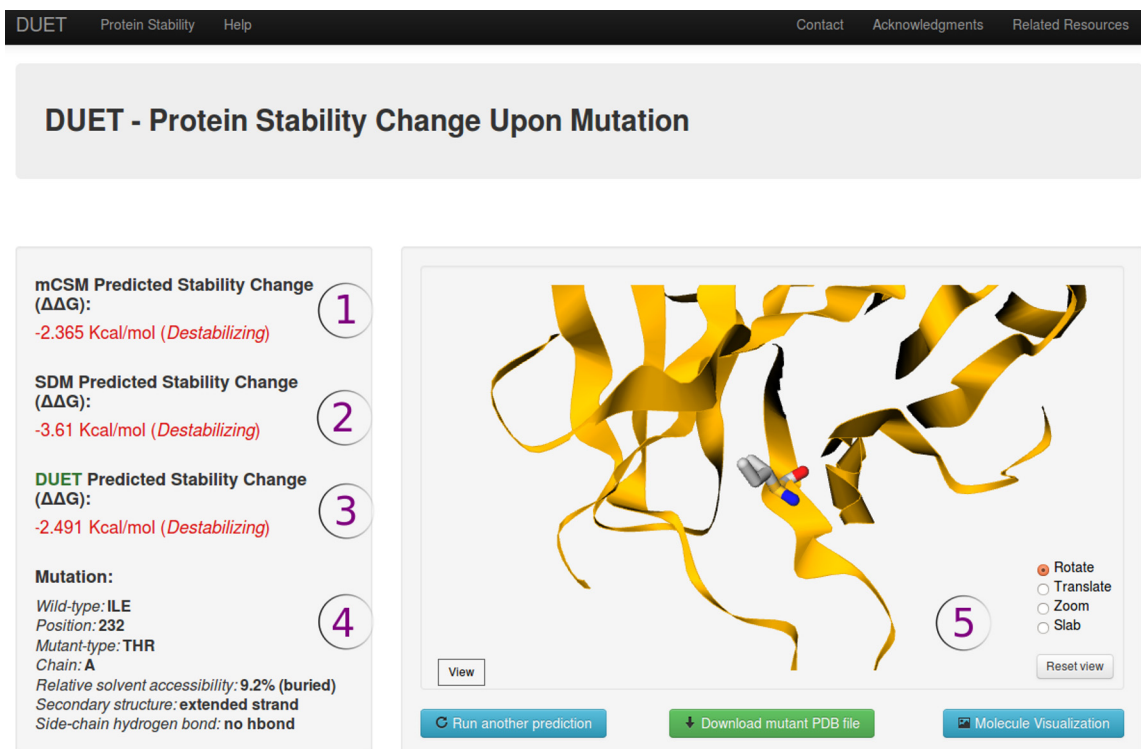 DUET Protein Stability Help Contact Acknowledgments Related Resources
DUET - Protein Stability Change Upon Mutation
mCSM Predicted Stability Change
(ΔΔG):
-2.365 Kcal/mol (Destabilizing)
1
SDM Predicted Stability Change
(ΔΔG):
-3.61 Kcal/mol (Destabilizing)
2
DUET Predicted Stability Change
(ΔΔG):
-2.491 Kcal/mol (Destabilizing)
3
Mutation:
Wild-type: ILE
Position: 232
Mutant-type: THR
Chain: A
Relative solvent accessibility: 9.2% (buried)
Secondary structure: extended strand
Side-chain hydrogen bond: no hbond
4
Rotate
Translate
Zoom
Slab
5
View
Reset view
Run another prediction
Download mutant PDB file
Molecule Visualization